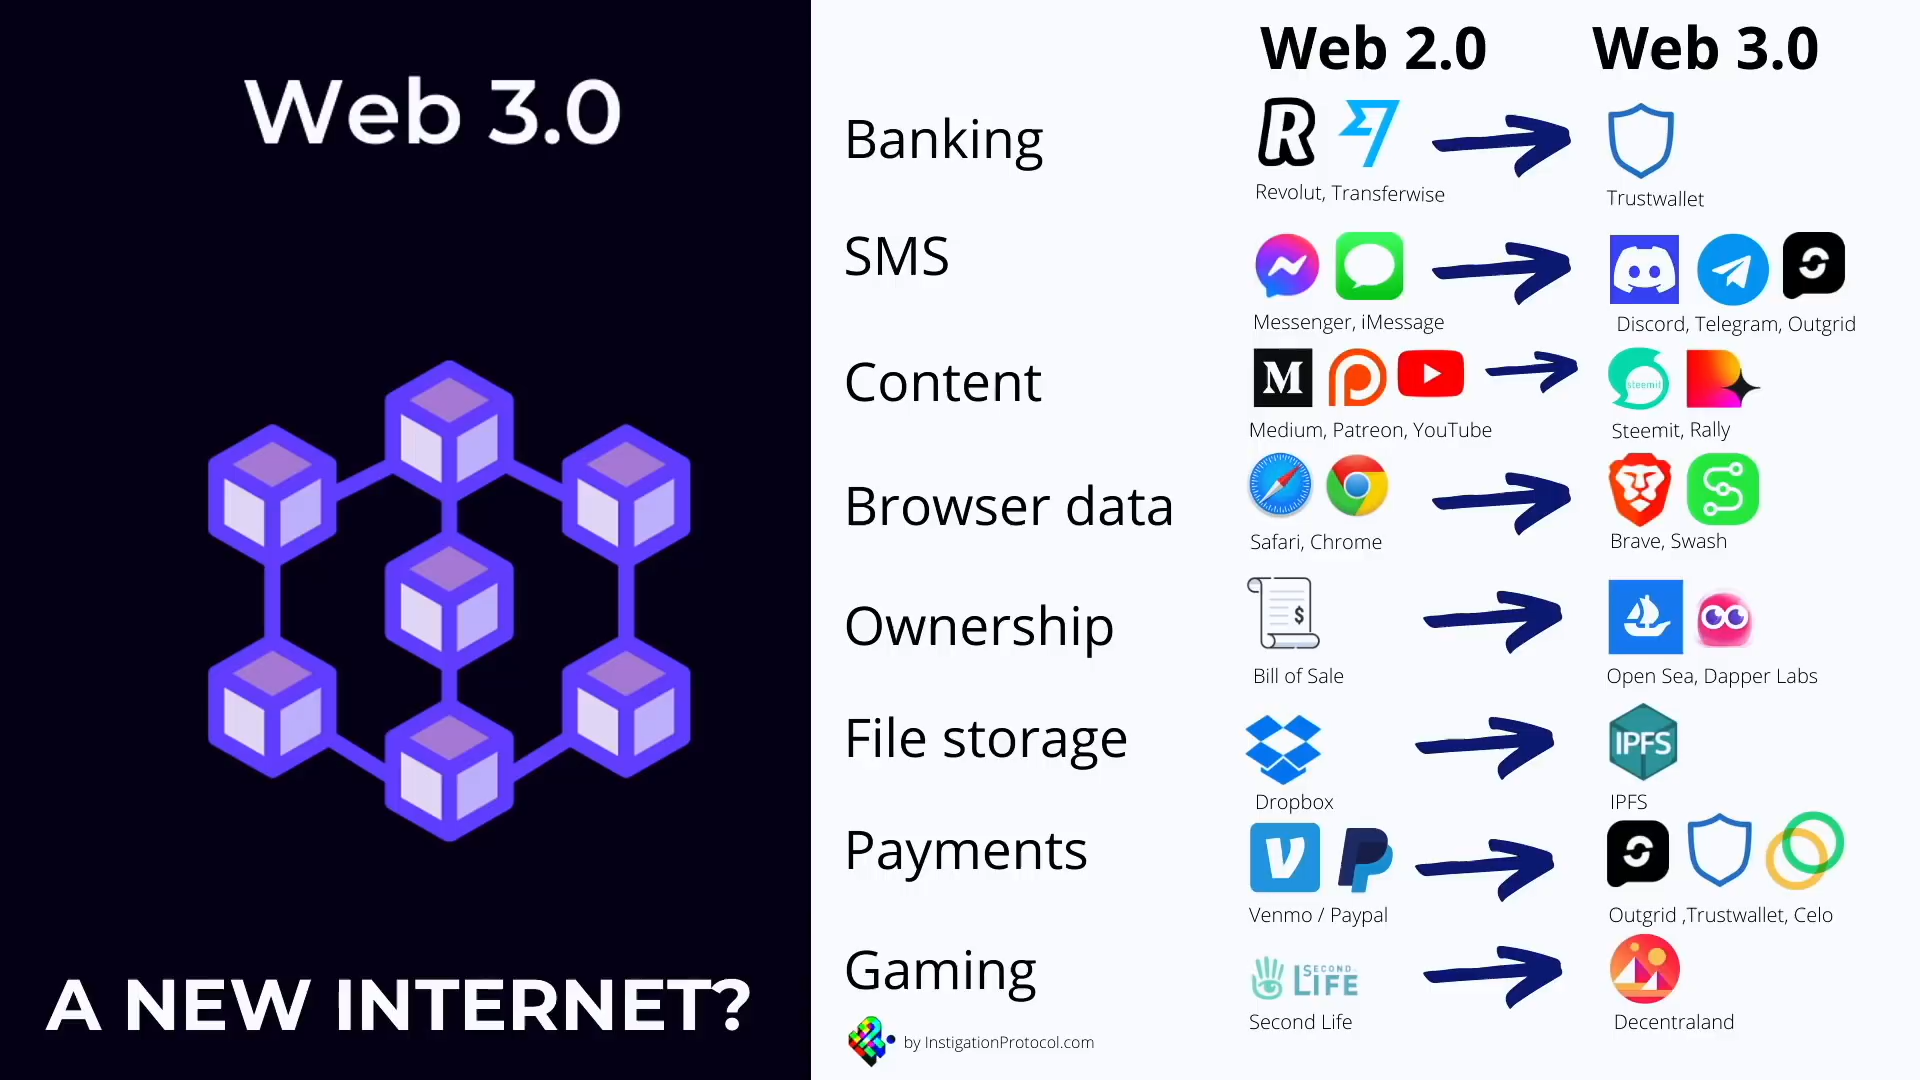 Web 3.0
A NEW INTERNET?
Web 2.0
Web 3.0
Banking
Revolut, Transferwise
Trustwallet
SMS
Messenger, iMessage
Discord, Telegram, Outgrid
Content
M
steemit
Medium, Patreon, YouTube
Steemit, Rally
Browser data
Safari, Chrome
Brave, Swash
Ownership
$
Bill of Sale
Open Sea, Dapper Labs
File storage
IPFS
Dropbox
IPFS
Payments
Venmo / Paypal
Outgrid ,Trustwallet, Celo
Gaming
SECOND
LIFE
Second Life
Decentraland
by InstigationProtocol.com